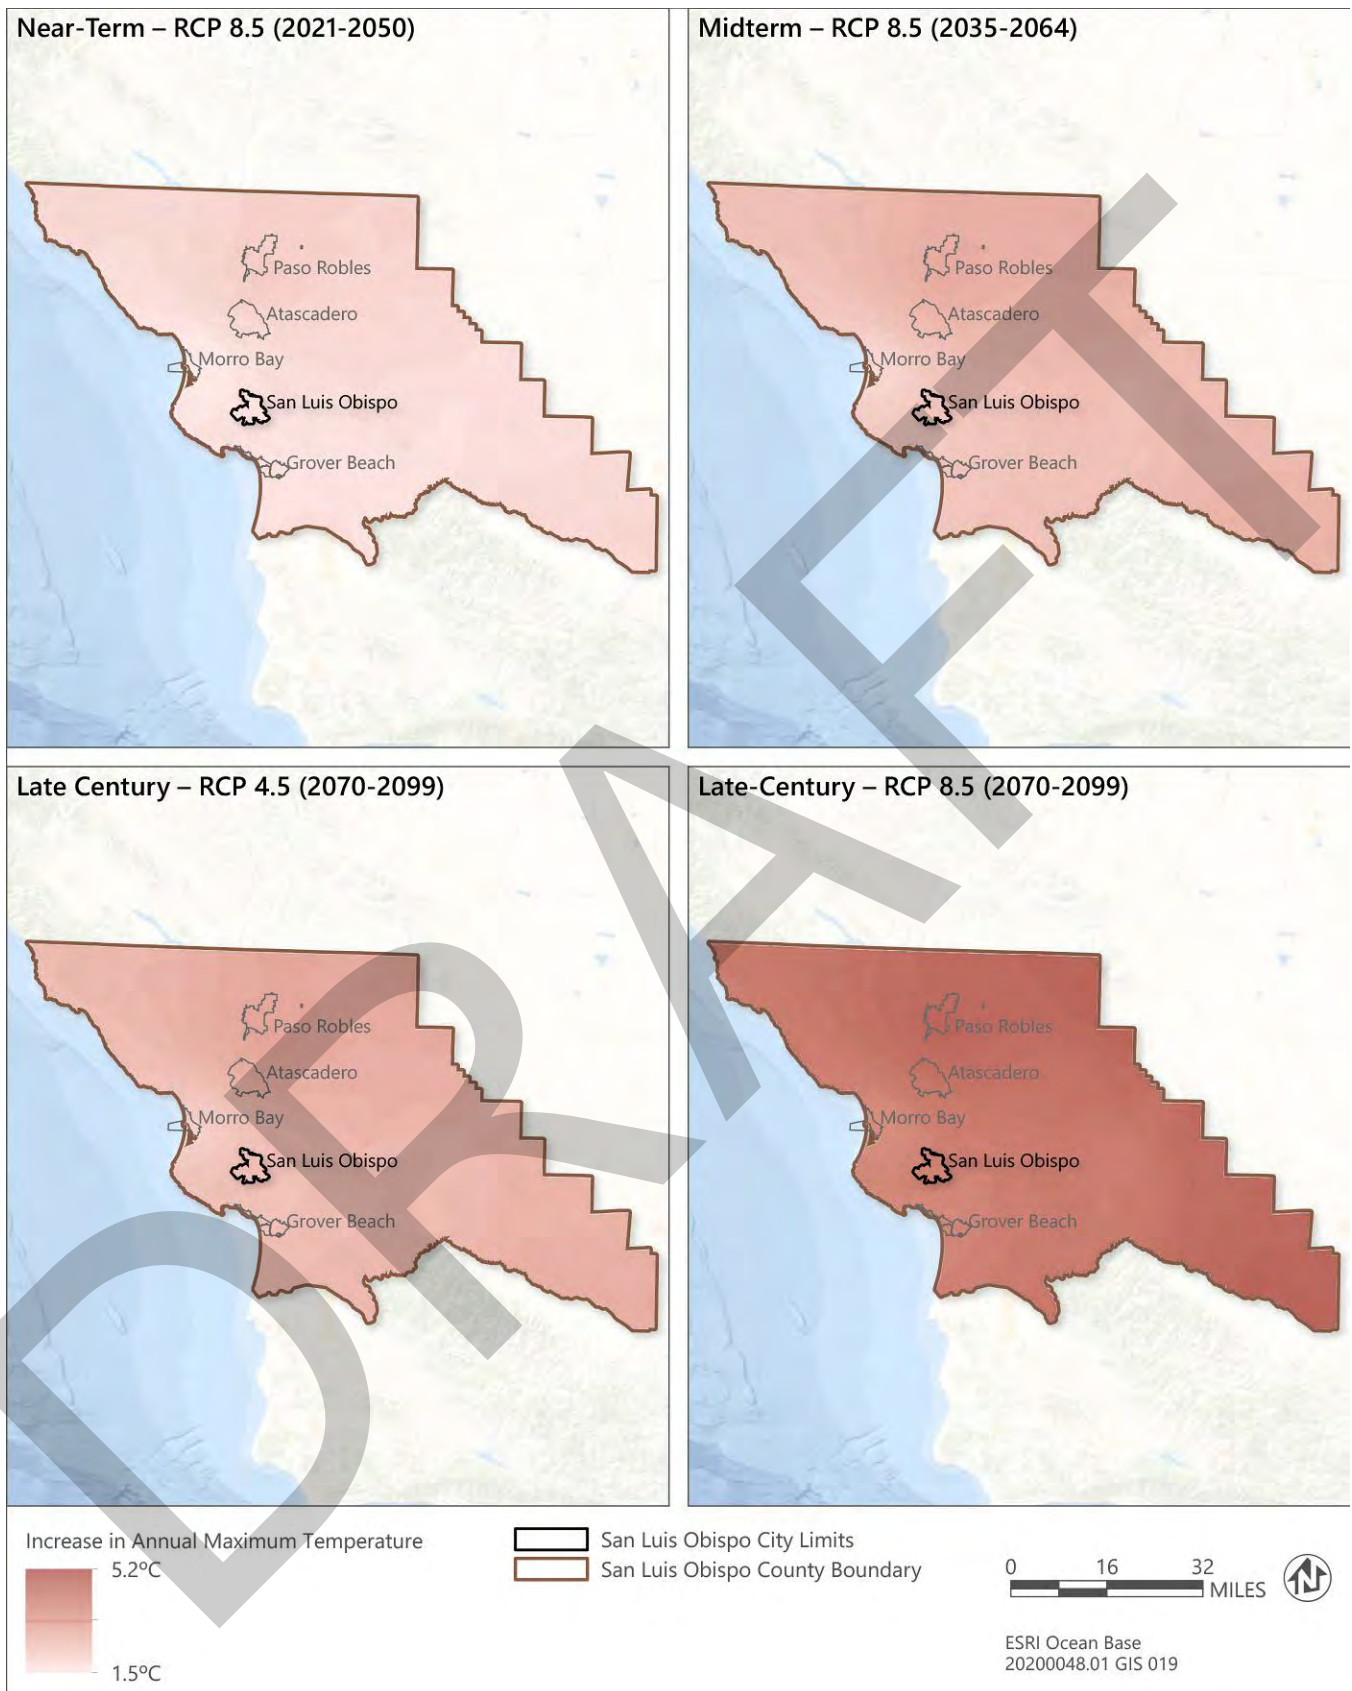 Near-Term – RCP 8.5 (2021-2050)
Paso Robles
Atascadero
Morro Bay
San Luis Obispo
Grover Beach
Midterm – RCP 8.5 (2035-2064)
Paso Robles
Atascadero
Morro Bay
San Luis Obispo
Grover Beach
Late Century – RCP 4.5 (2070-2099)
Paso Robles
Atascadero
Morro Bay
San Luis Obispo
Grover Beach
Late-Century – RCP 8.5 (2070-2099)
Paso Robles
Atascadero
Morro Bay
San Luis Obispo
Grover Beach
DRAFT
Increase in Annual Maximum Temperature
5.2ºC
1.5ºC
San Luis Obispo City Limits
San Luis Obispo County Boundary
0 16 32
MILES
N
ESRI Ocean Base
20200048.01 GIS 019